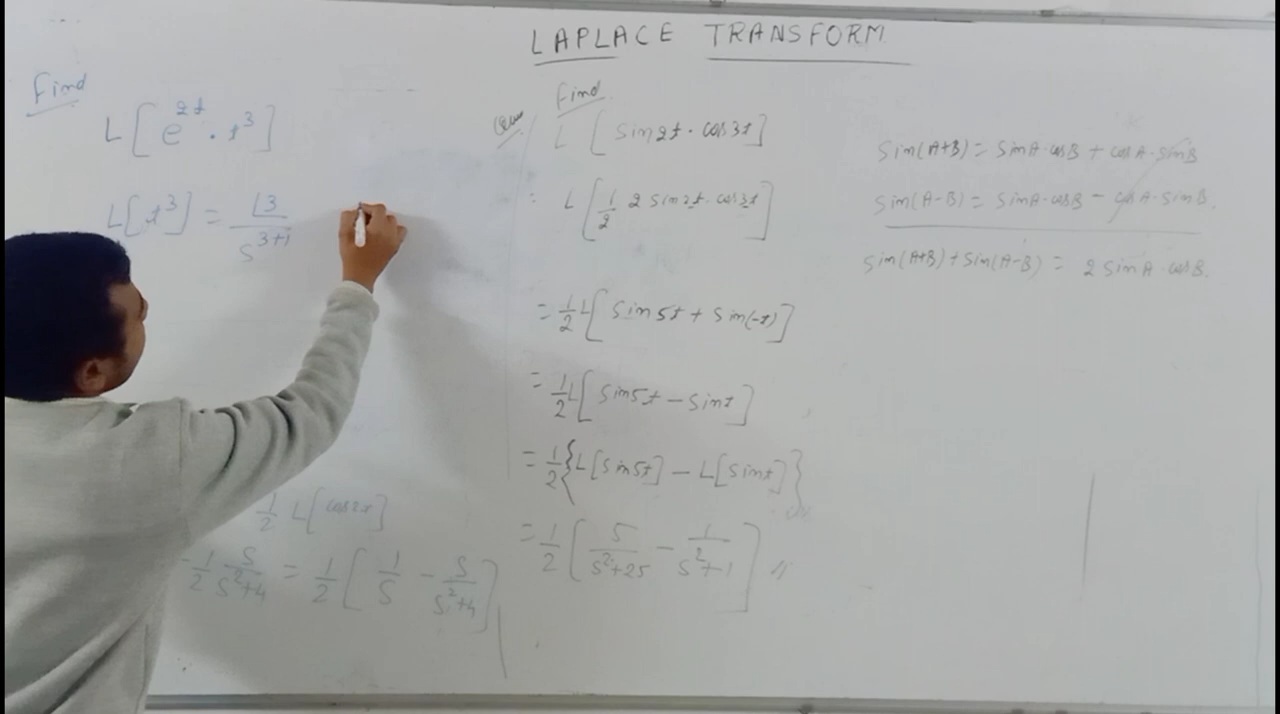 LAPLACE TRANSFORM
Find
L[e^{2t} · t^3]
L[t^3] = ⌊3 / s^{3+1}
1/2 L[cos2t]
- 1/2 s/(s^2+4) = 1/2 [1/s - s/(s^2+4)]
Find
L [sin2t · cos3t]
: L[1/2 2 sin2t · cos3t]
= 1/2 L[sin5t + sin(-t)]
= 1/2 L[sin5t - sint]
= 1/2 {L[sin5t] - L[sint]}
= 1/2 [5/(s^2+25) - 1/(s^2+1)] //
sin(A+B) = sinA · cosB + cosA · sinB
sin(A-B) = sinA · cosB - cosA · sinB.
sin(A+B) + sin(A-B) = 2 sinA · cosB.